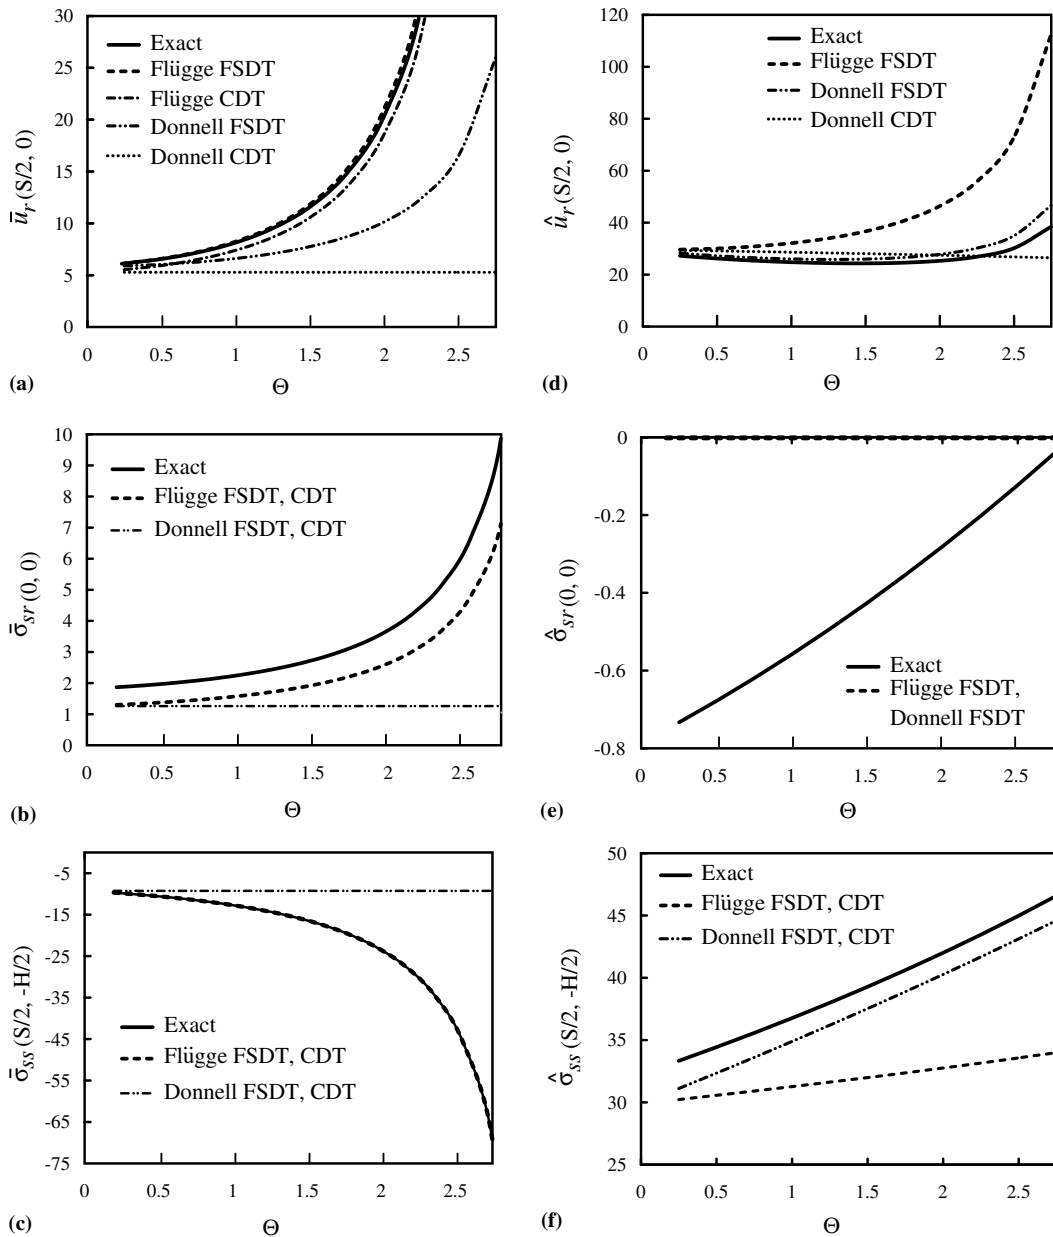 30
25
20
15
10
5
0
0
0.5
1
1.5
2
2.5
Exact
Flügge FSDT
Flügge CDT
Donnell FSDT
Donnell CDT
ū_r (S/2, 0)
(a)
Θ
120
100
80
60
40
20
0
0
0.5
1
1.5
2
2.5
Exact
Flügge FSDT
Donnell FSDT
Donnell CDT
û_r (S/2, 0)
(d)
Θ
10
9
8
7
6
5
4
3
2
1
0
0
0.5
1
1.5
2
2.5
Exact
Flügge FSDT, CDT
Donnell FSDT, CDT
σ̄_sr (0, 0)
(b)
Θ
0
-0.2
-0.4
-0.6
-0.8
0
0.5
1
1.5
2
2.5
Exact
Flügge FSDT,
Donnell FSDT
σ̂_sr (0, 0)
(e)
Θ
-5
-15
-25
-35
-45
-55
-65
-75
0
0.5
1
1.5
2
2.5
Exact
Flügge FSDT, CDT
Donnell FSDT, CDT
σ̄_ss (S/2, -H/2)
(c)
Θ
50
45
40
35
30
25
0
0.5
1
1.5
2
2.5
Exact
Flügge FSDT, CDT
Donnell FSDT, CDT
σ̂_ss (S/2, -H/2)
(f)
Θ